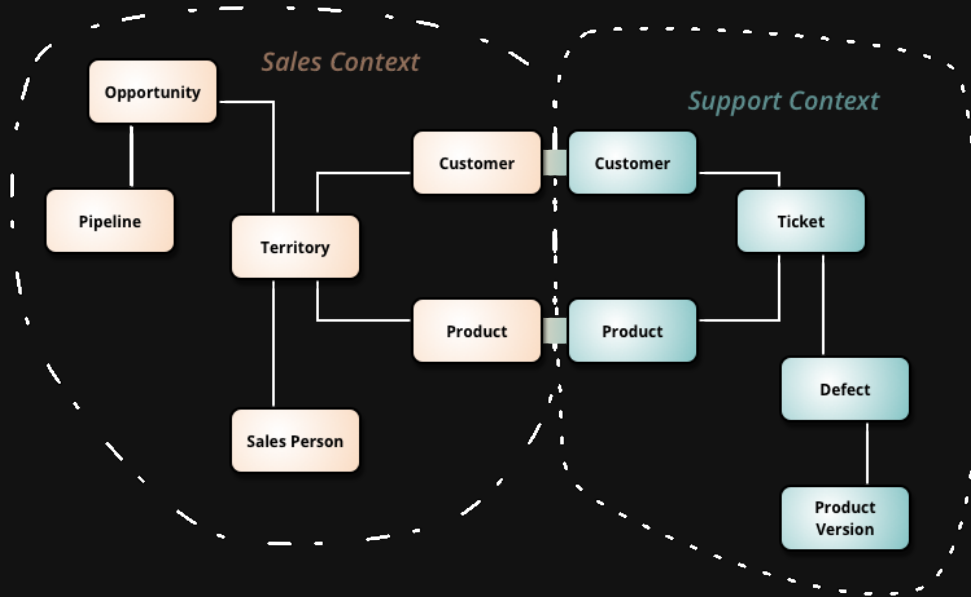 Sales Context
Support Context
Opportunity
Pipeline
Territory
Customer
Customer
Ticket
Product
Product
Defect
Sales Person
Product
Version